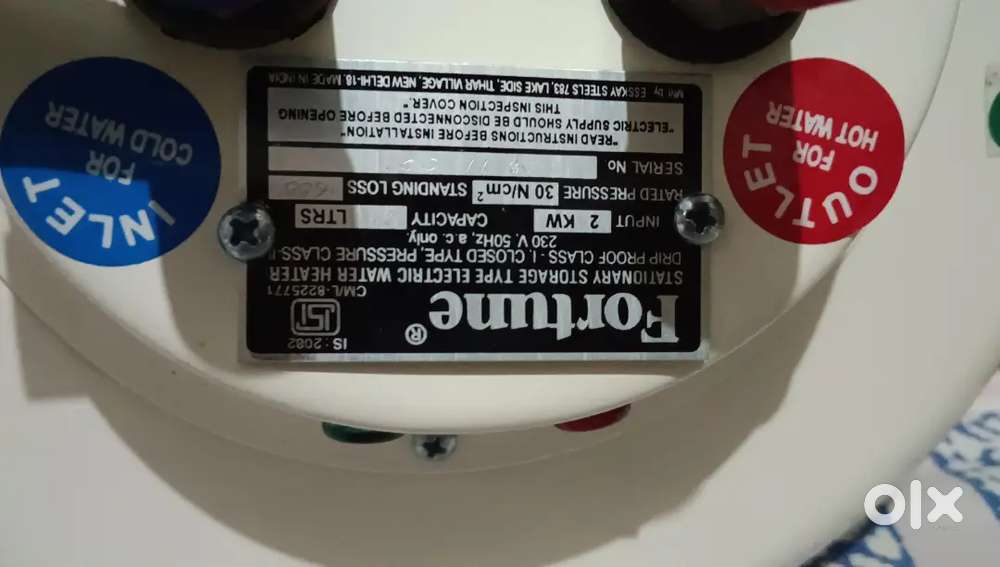 Fortune ®
IS : 2082
ISI
CM/L-8225771
STATIONARY STORAGE TYPE ELECTRIC WATER HEATER
DRIP PROOF CLASS - I, CLOSED TYPE, PRESSURE CLASS-II
230 V, 50Hz, a.c. only.
INPUT 2 KW CAPACITY LTRS
RATED PRESSURE 30 N/cm² STANDING LOSS
SERIAL No
"READ INSTRUCTIONS BEFORE INSTALLATION"
"ELECTRIC SUPPLY SHOULD BE DISCONNECTED BEFORE OPENING
THIS INSPECTION COVER."
Mfd by ESSKAY STEELS 783, LAKE SIDE, TIHAR VILLAGE, NEW DELHI-18. MADE IN INDIA
OUTLET
FOR
HOT WATER
INLET
FOR
COLD WATER
olx